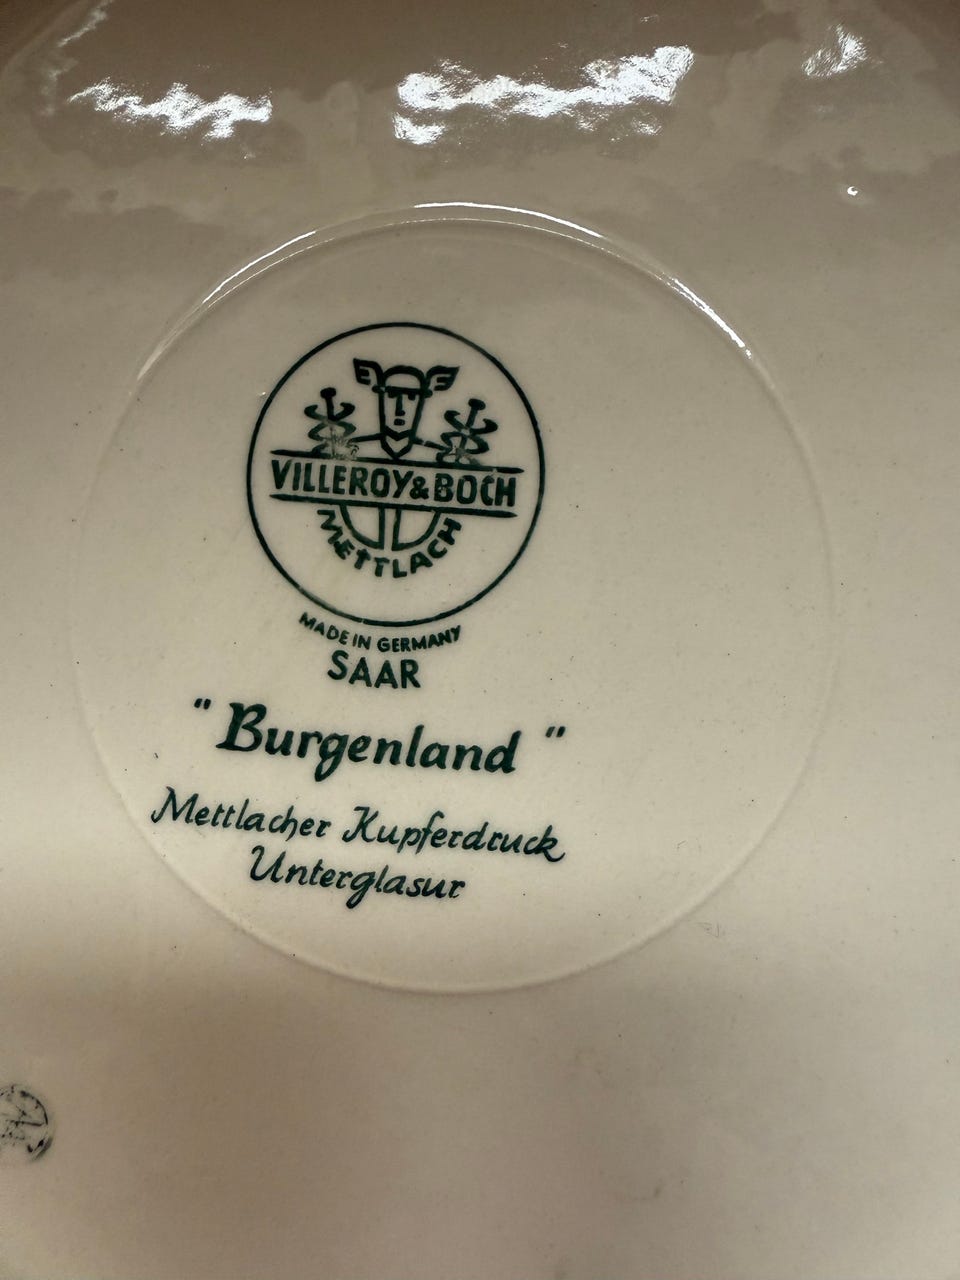 VILLEROY & BOCH
METTLACH
MADE IN GERMANY
SAAR
"Burgenland"
Mettlacher Kupferdruck
Unterglasur